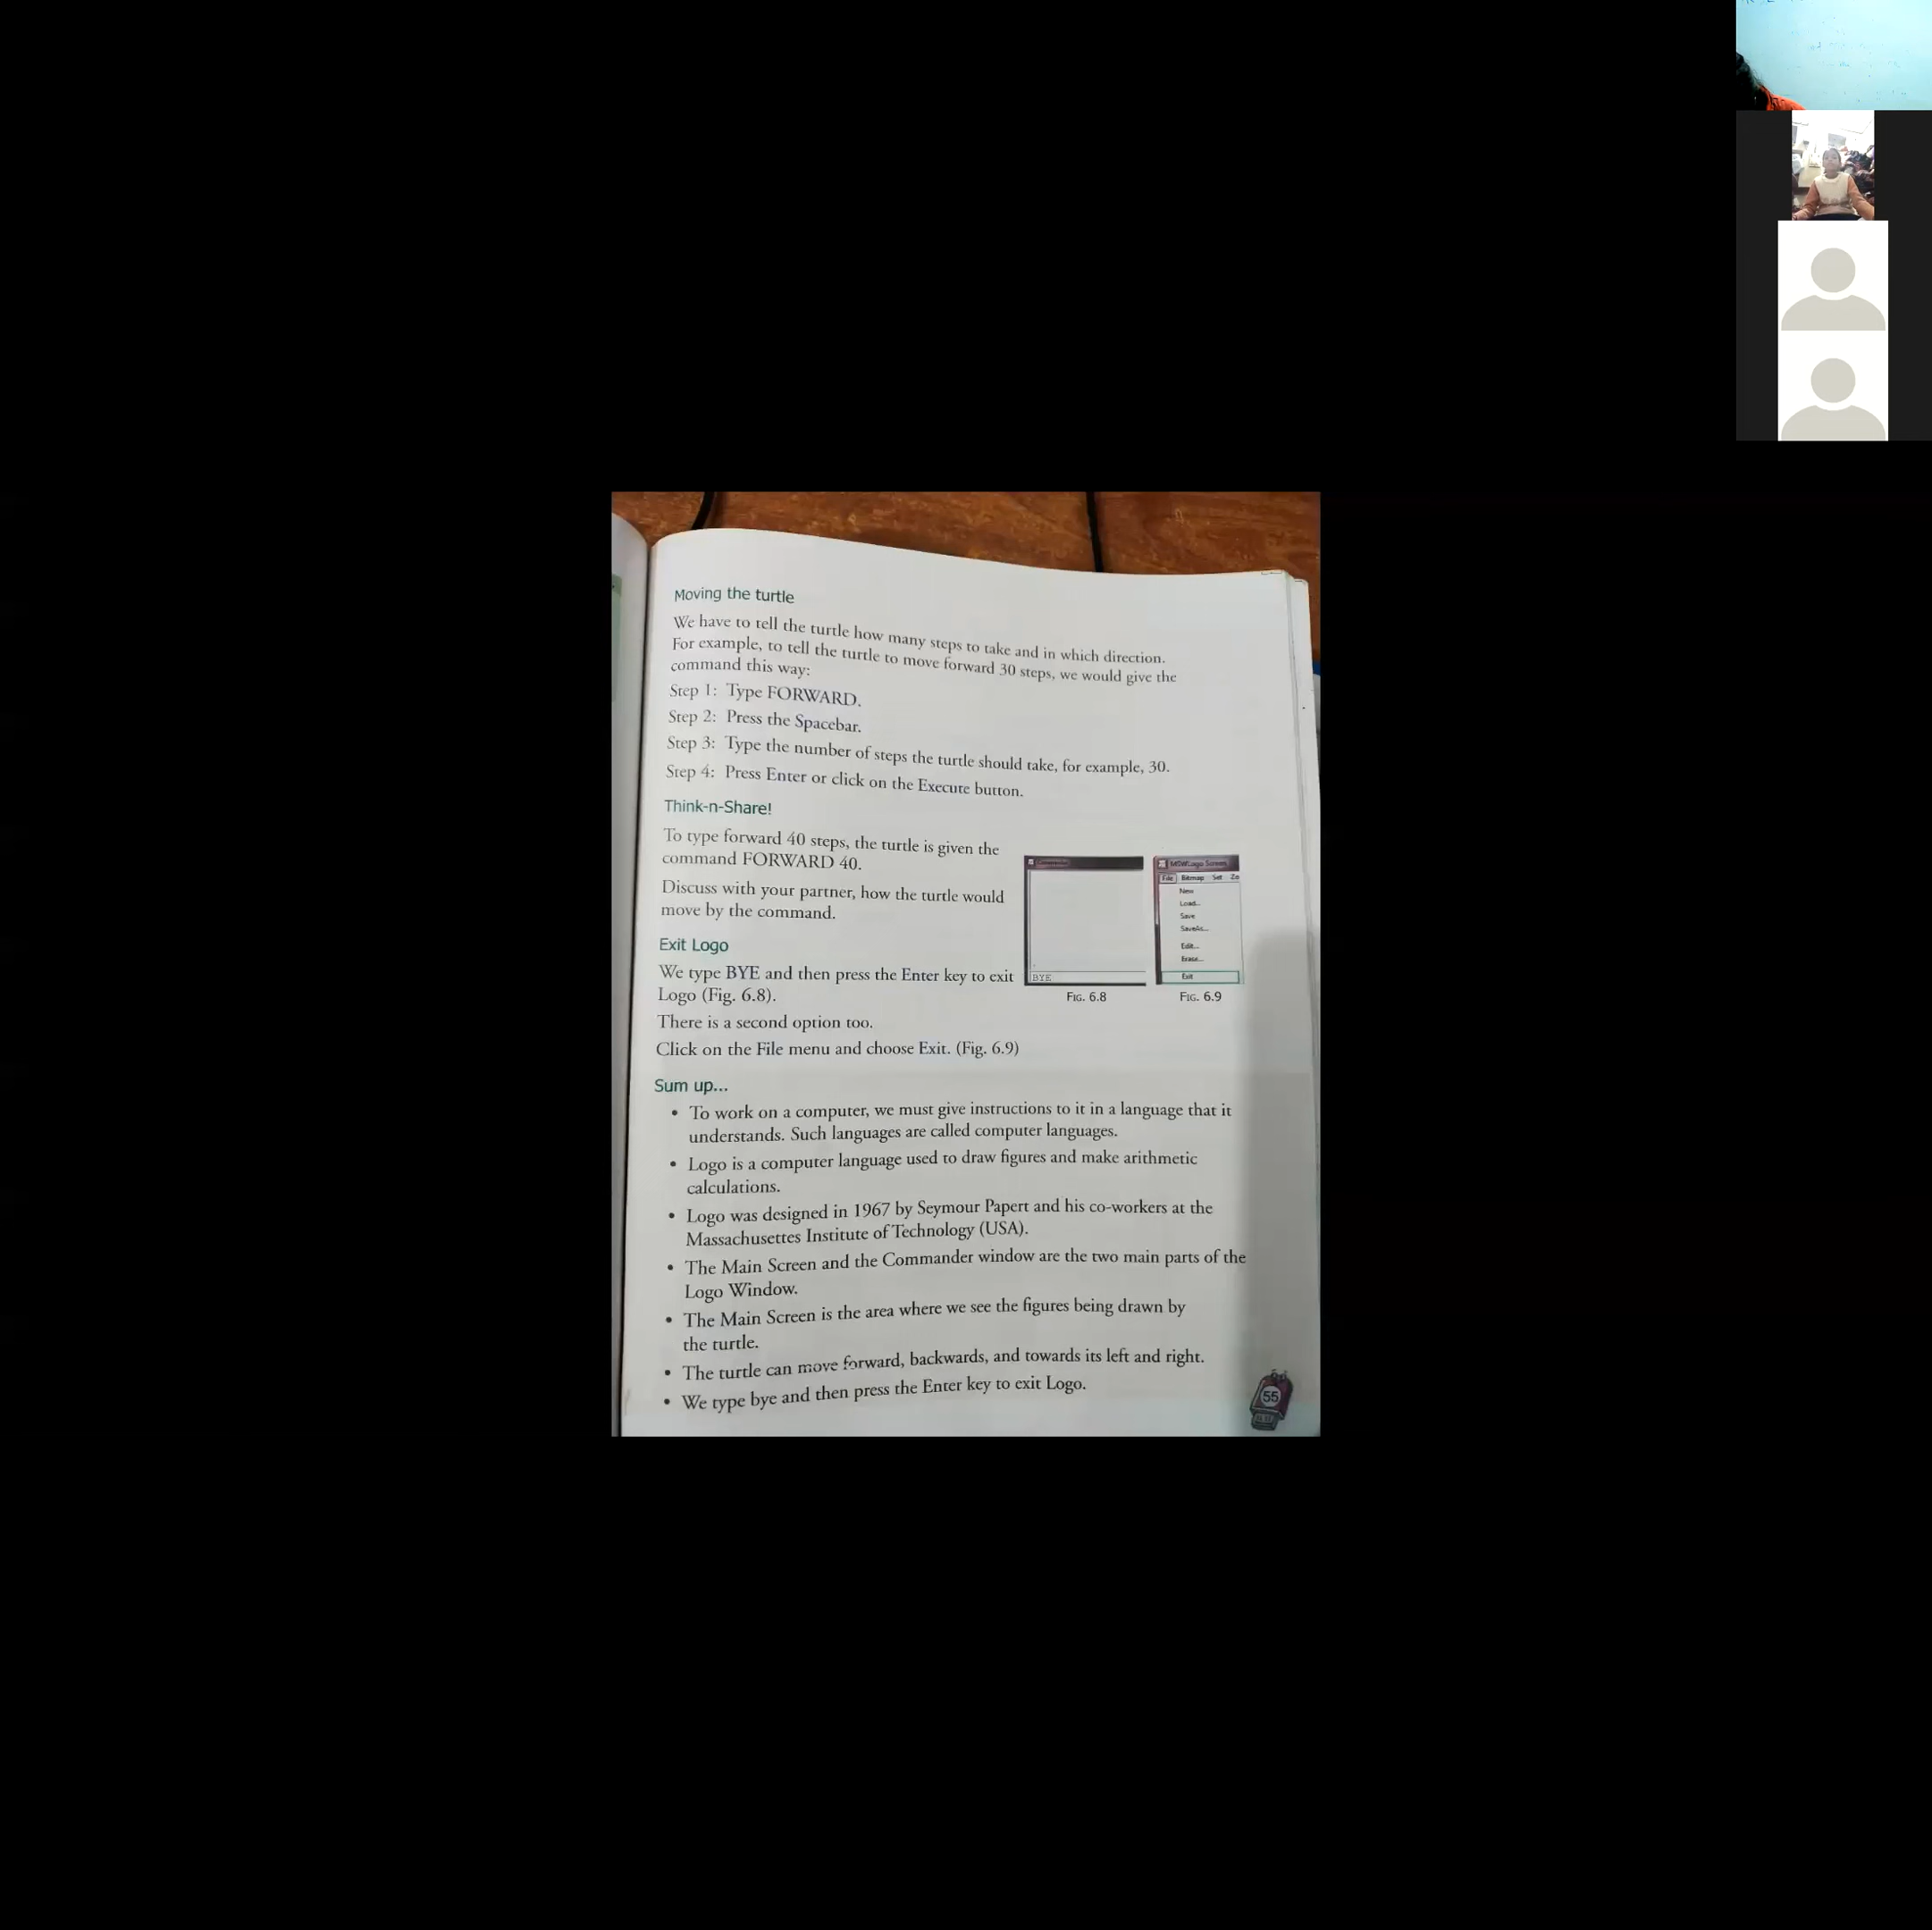 Moving the turtle
We have to tell the turtle how many steps to take and in which direction.
For example, to tell the turtle to move forward 30 steps, we would give the
command this way:
Step 1: Type FORWARD.
Step 2: Press the Spacebar.
Step 3: Type the number of steps the turtle should take, for example, 30.
Step 4: Press Enter or click on the Execute button.
Think-n-Share!
To type forward 40 steps, the turtle is given the
command FORWARD 40.
Discuss with your partner, how the turtle would
move by the command.
Exit Logo
We type BYE and then press the Enter key to exit
Logo (Fig. 6.8).
There is a second option too.
Click on the File menu and choose Exit. (Fig. 6.9)
BYE
FIG. 6.8
MSWLogo Screen
File Bitmap Set Zo
New
Load...
Save
SaveAs...
Edit...
Erase...
Exit
FIG. 6.9
Sum up...
• To work on a computer, we must give instructions to it in a language that it
understands. Such languages are called computer languages.
• Logo is a computer language used to draw figures and make arithmetic
calculations.
• Logo was designed in 1967 by Seymour Papert and his co-workers at the
Massachusettes Institute of Technology (USA).
• The Main Screen and the Commander window are the two main parts of the
Logo Window.
• The Main Screen is the area where we see the figures being drawn by
the turtle.
• The turtle can move forward, backwards, and towards its left and right.
• We type bye and then press the Enter key to exit Logo.
55